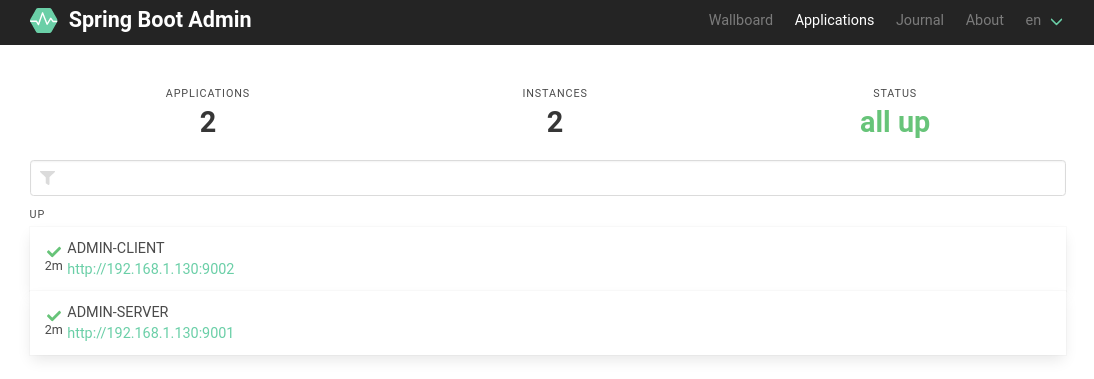 Spring Boot Admin
Wallboard Applications Journal About en
APPLICATIONS INSTANCES STATUS
2 2 all up
UP
ADMIN-CLIENT
2m http://192.168.1.130:9002
ADMIN-SERVER
2m http://192.168.1.130:9001